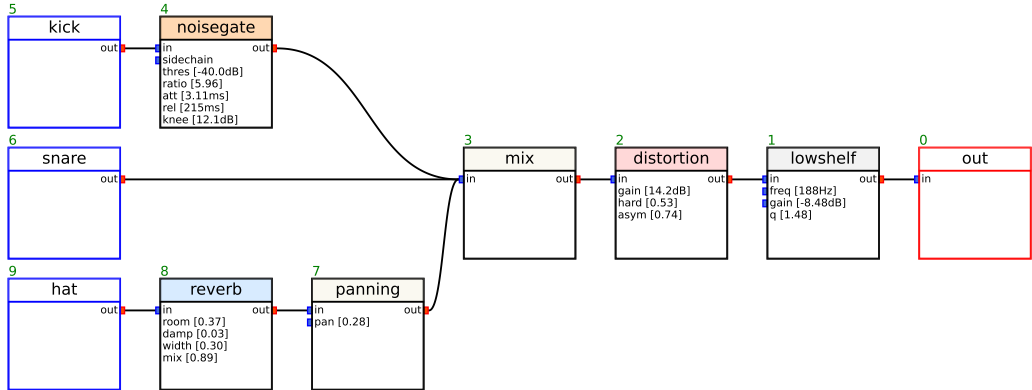 5
kick
out
4
noisegate
in out
sidechain
thres [-40.0dB]
ratio [5.96]
att [3.11ms]
rel [215ms]
knee [12.1dB]
6
snare
out
3
mix
in out
2
distortion
in out
gain [14.2dB]
hard [0.53]
asym [0.74]
1
lowshelf
in out
freq [188Hz]
gain [-8.48dB]
q [1.48]
0
out
in
9
hat
out
8
reverb
in out
room [0.37]
damp [0.03]
width [0.30]
mix [0.89]
7
panning
in out
pan [0.28]